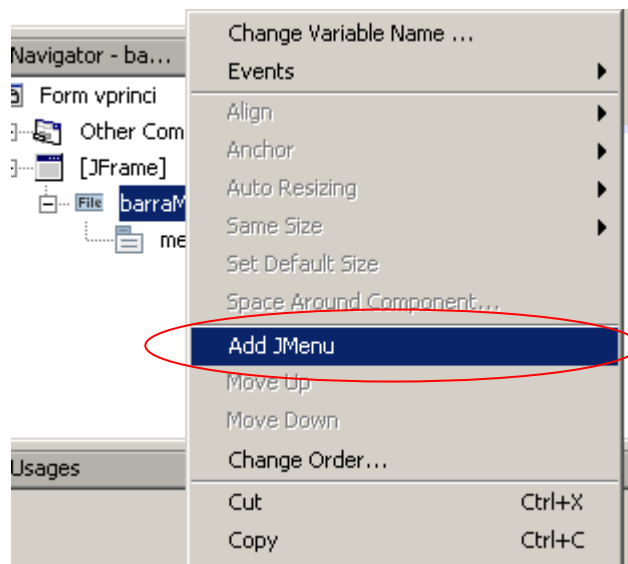 Navigator - ba...
Form vprinci
Other Com
[JFrame]
File barraM
me
Change Variable Name ...
Events
Align
Anchor
Auto Resizing
Same Size
Set Default Size
Space Around Component...
Add JMenu
Move Up
Move Down
Change Order...
Cut Ctrl+X
Copy Ctrl+C
Usages